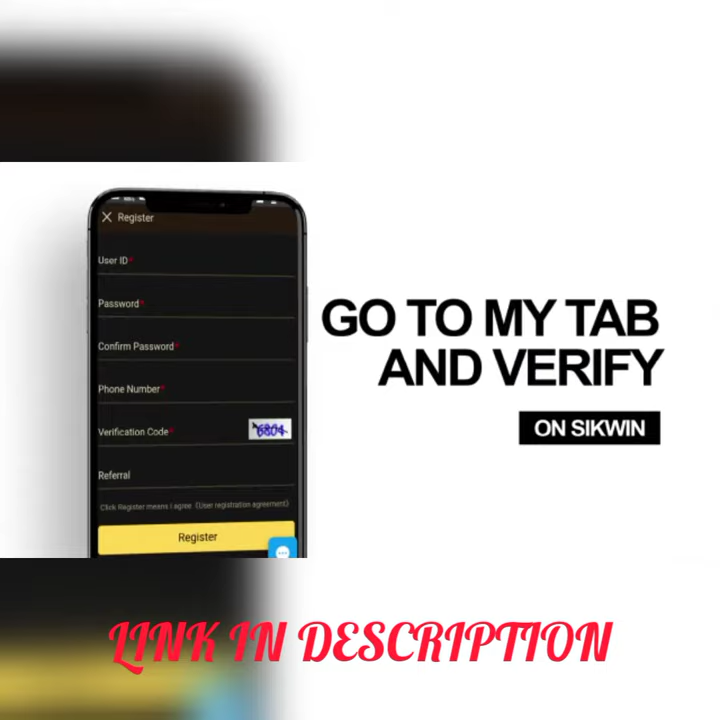 Register
User ID*
Password*
Confirm Password*
Phone Number*
Verification Code*
6804
Referral
Click Register means i agree (User registration agreement)
Register
GO TO MY TAB
AND VERIFY
ON SIKWIN
LINK IN DESCRIPTION